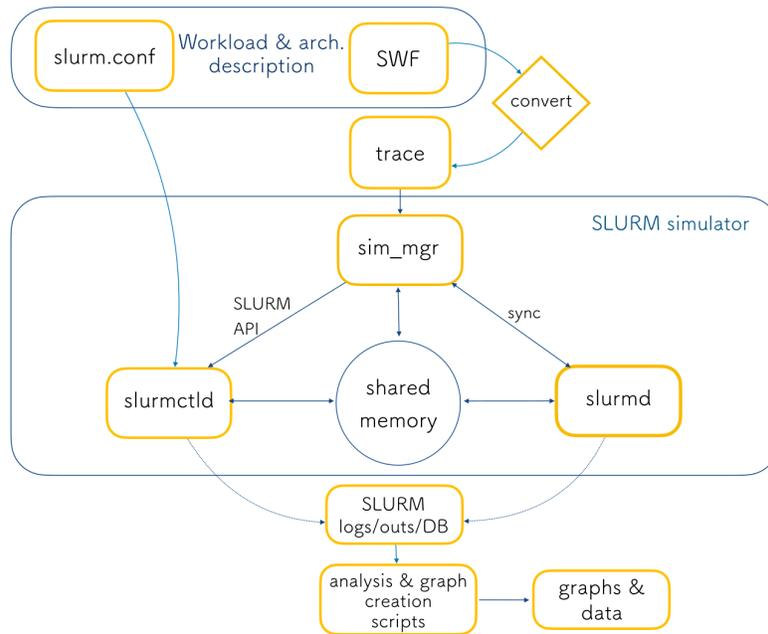 slurm.conf
Workload & arch.
description
SWF
convert
trace
SLURM simulator
sim_mgr
SLURM
API
sync
slurmctld
shared
memory
slurmd
SLURM
logs/outs/DB
analysis & graph
creation
scripts
graphs &
data